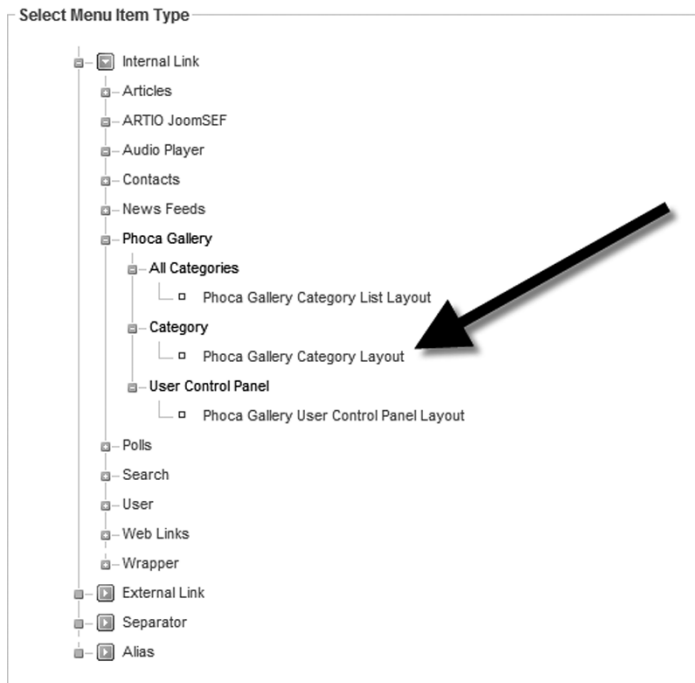 Select Menu Item Type
Internal Link
Articles
ARTIO JoomSEF
Audio Player
Contacts
News Feeds
Phoca Gallery
All Categories
Phoca Gallery Category List Layout
Category
Phoca Gallery Category Layout
User Control Panel
Phoca Gallery User Control Panel Layout
Polls
Search
User
Web Links
Wrapper
External Link
Separator
Alias